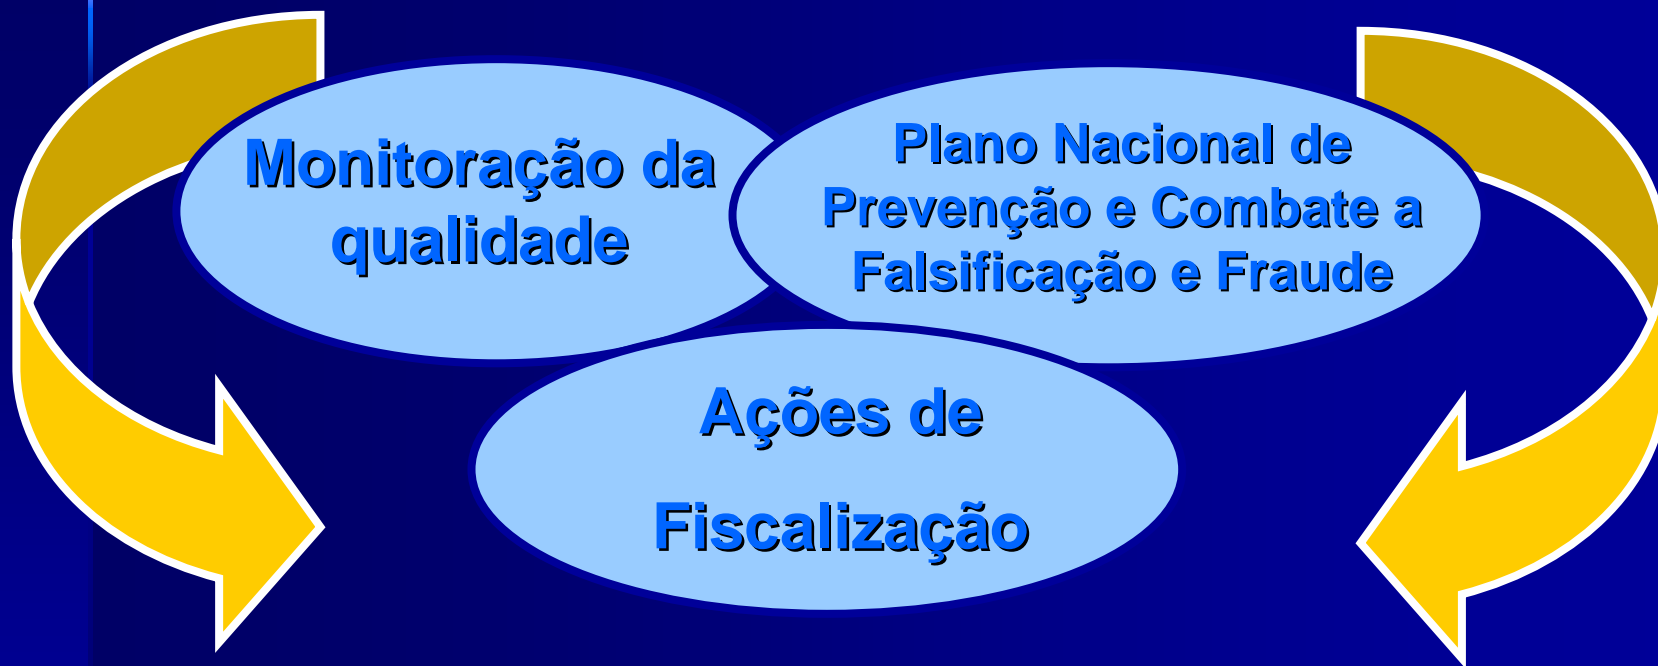 Monitoração da
qualidade
Plano Nacional de
Prevenção e Combate a
Falsificação e Fraude
Ações de
Fiscalização